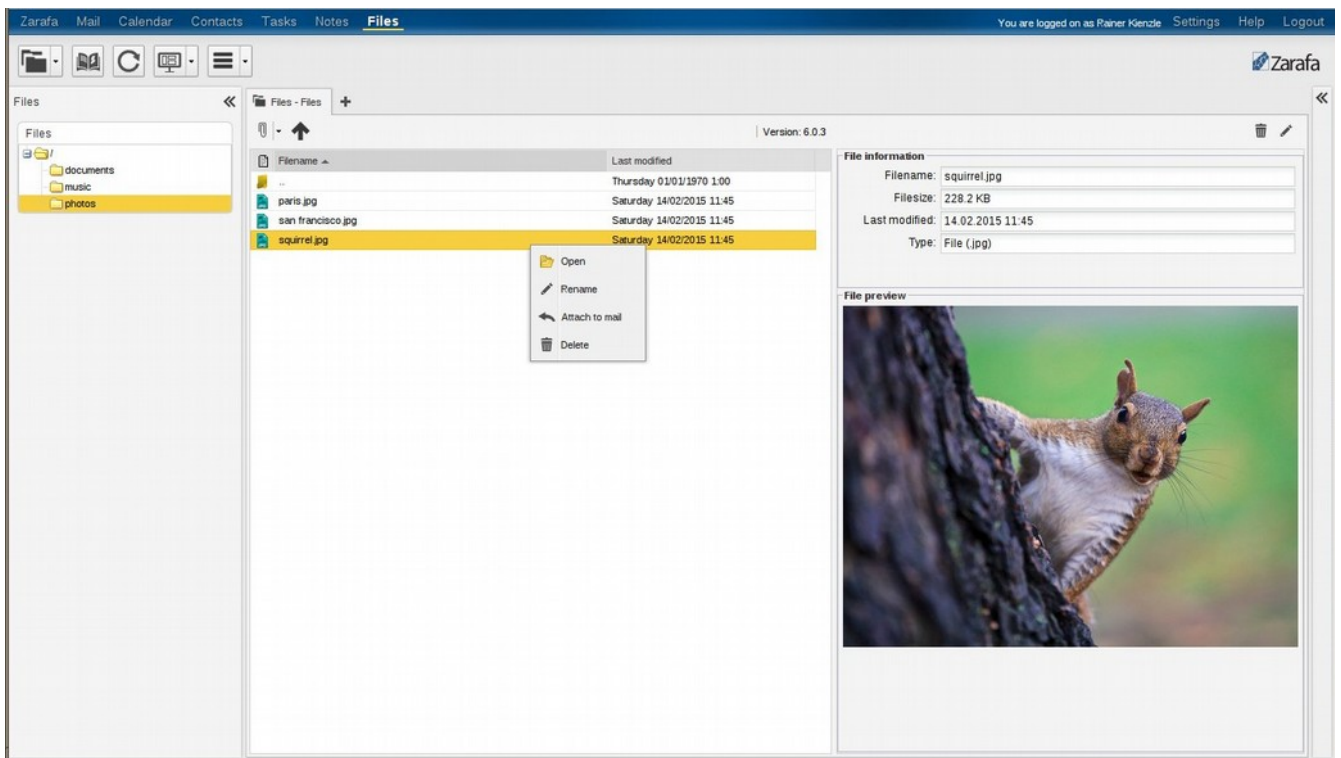 Zarafa Mail Calendar Contacts Tasks Notes Files You are logged on as Rainer Kienzle Settings Help Logout
Zarafa
Files
Files - Files
Files
Version: 6.0.3
/
documents
music
photos
Filename Last modified
.. Thursday 01/01/1970 1:00
paris.jpg Saturday 14/02/2015 11:45
san francisco.jpg Saturday 14/02/2015 11:45
squirrel.jpg Saturday 14/02/2015 11:45
Open
Rename
Attach to mail
Delete
File information
Filename: squirrel.jpg
Filesize: 228.2 KB
Last modified: 14.02.2015 11:45
Type: File (.jpg)
File preview